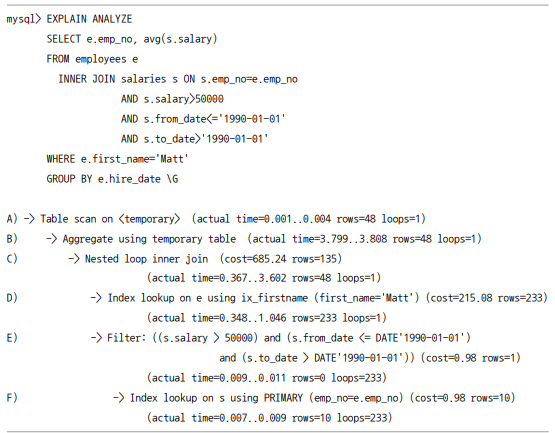 mysql> EXPLAIN ANALYZE
SELECT e.emp_no, avg(s.salary)
FROM employees e
INNER JOIN salaries s ON s.emp_no=e.emp_no
AND s.salary>50000
AND s.from_date<='1990-01-01'
AND s.to_date>'1990-01-01'
WHERE e.first_name='Matt'
GROUP BY e.hire_date \G
A) -> Table scan on <temporary> (actual time=0.001..0.004 rows=48 loops=1)
B) -> Aggregate using temporary table (actual time=3.799..3.808 rows=48 loops=1)
C) -> Nested loop inner join (cost=685.24 rows=135)
(actual time=0.367..3.602 rows=48 loops=1)
D) -> Index lookup on e using ix_firstname (first_name='Matt') (cost=215.08 rows=233)
(actual time=0.348..1.046 rows=233 loops=1)
E) -> Filter: ((s.salary > 50000) and (s.from_date <= DATE'1990-01-01')
and (s.to_date > DATE'1990-01-01')) (cost=0.98 rows=1)
(actual time=0.009..0.011 rows=0 loops=233)
F) -> Index lookup on s using PRIMARY (emp_no=e.emp_no) (cost=0.98 rows=10)
(actual time=0.007..0.009 rows=10 loops=233)